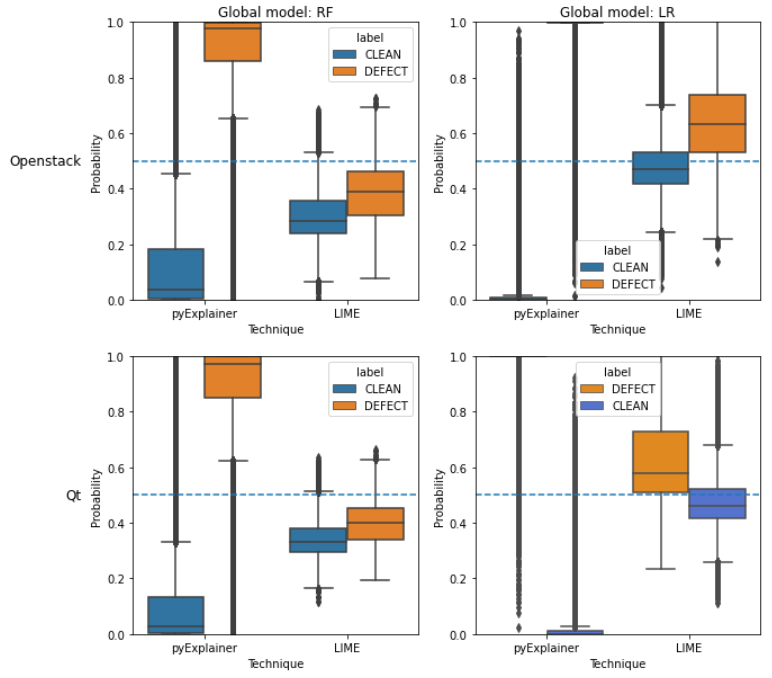 Global model: RF
Global model: LR
Openstack
Probability
1.0
0.8
0.6
0.4
0.2
0.0
label
CLEAN
DEFECT
pyExplainer
LIME
Technique
Probability
1.0
0.8
0.6
0.4
0.2
0.0
label
CLEAN
DEFECT
pyExplainer
LIME
Technique
Qt
Probability
1.0
0.8
0.6
0.4
0.2
0.0
label
CLEAN
DEFECT
pyExplainer
LIME
Technique
Probability
1.0
0.8
0.6
0.4
0.2
0.0
label
DEFECT
CLEAN
pyExplainer
LIME
Technique